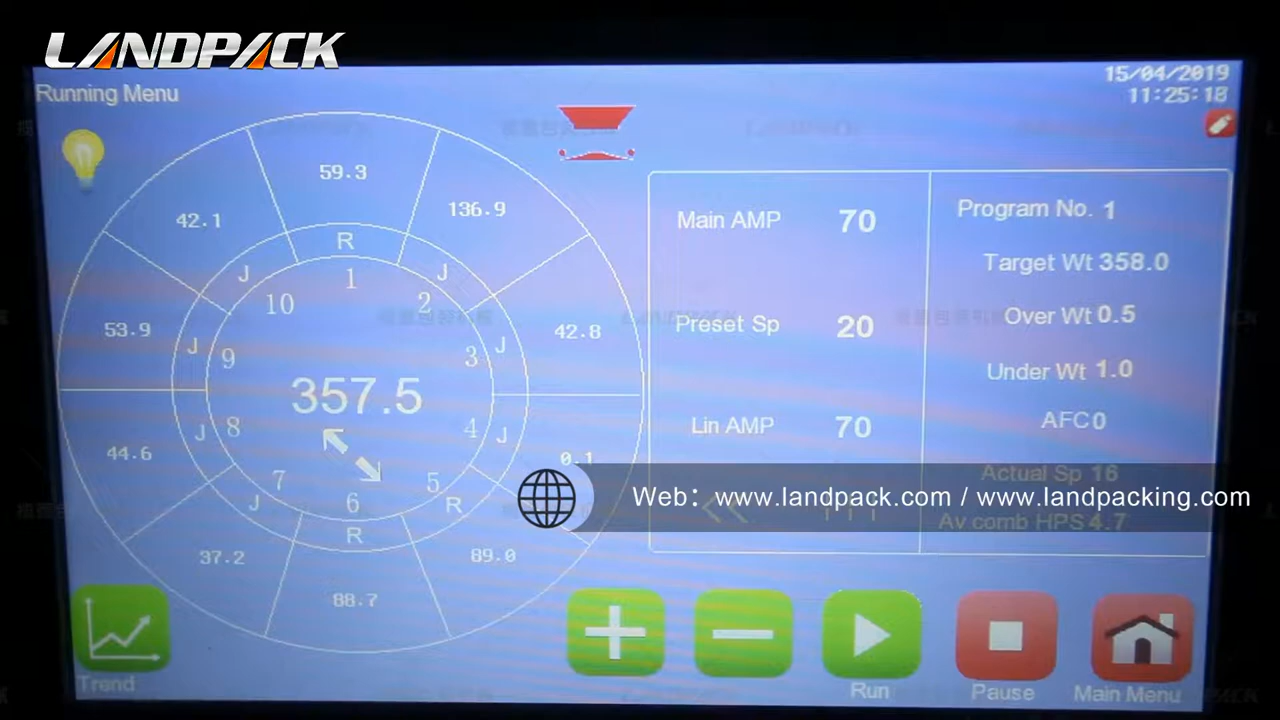 LANDPACK
15/04/2019
11:25:18
Running Menu
59.3
42.1
136.9
R
J
J
1
10
2
53.9
42.8
J
9
3
J
357.5
44.6
J
8
4
J
0.1
7
5
J
6
R
R
37.2
89.0
88.7
Main AMP 70
Preset Sp 20
Lin AMP 70
Program No. 1
Target Wt 358.0
Over Wt 0.5
Under Wt 1.0
AFC 0
Actual Sp 16
Av comb HPS 4.7
Web：www.landpack.com / www.landpacking.com
Trend
Run
Pause
Main Menu